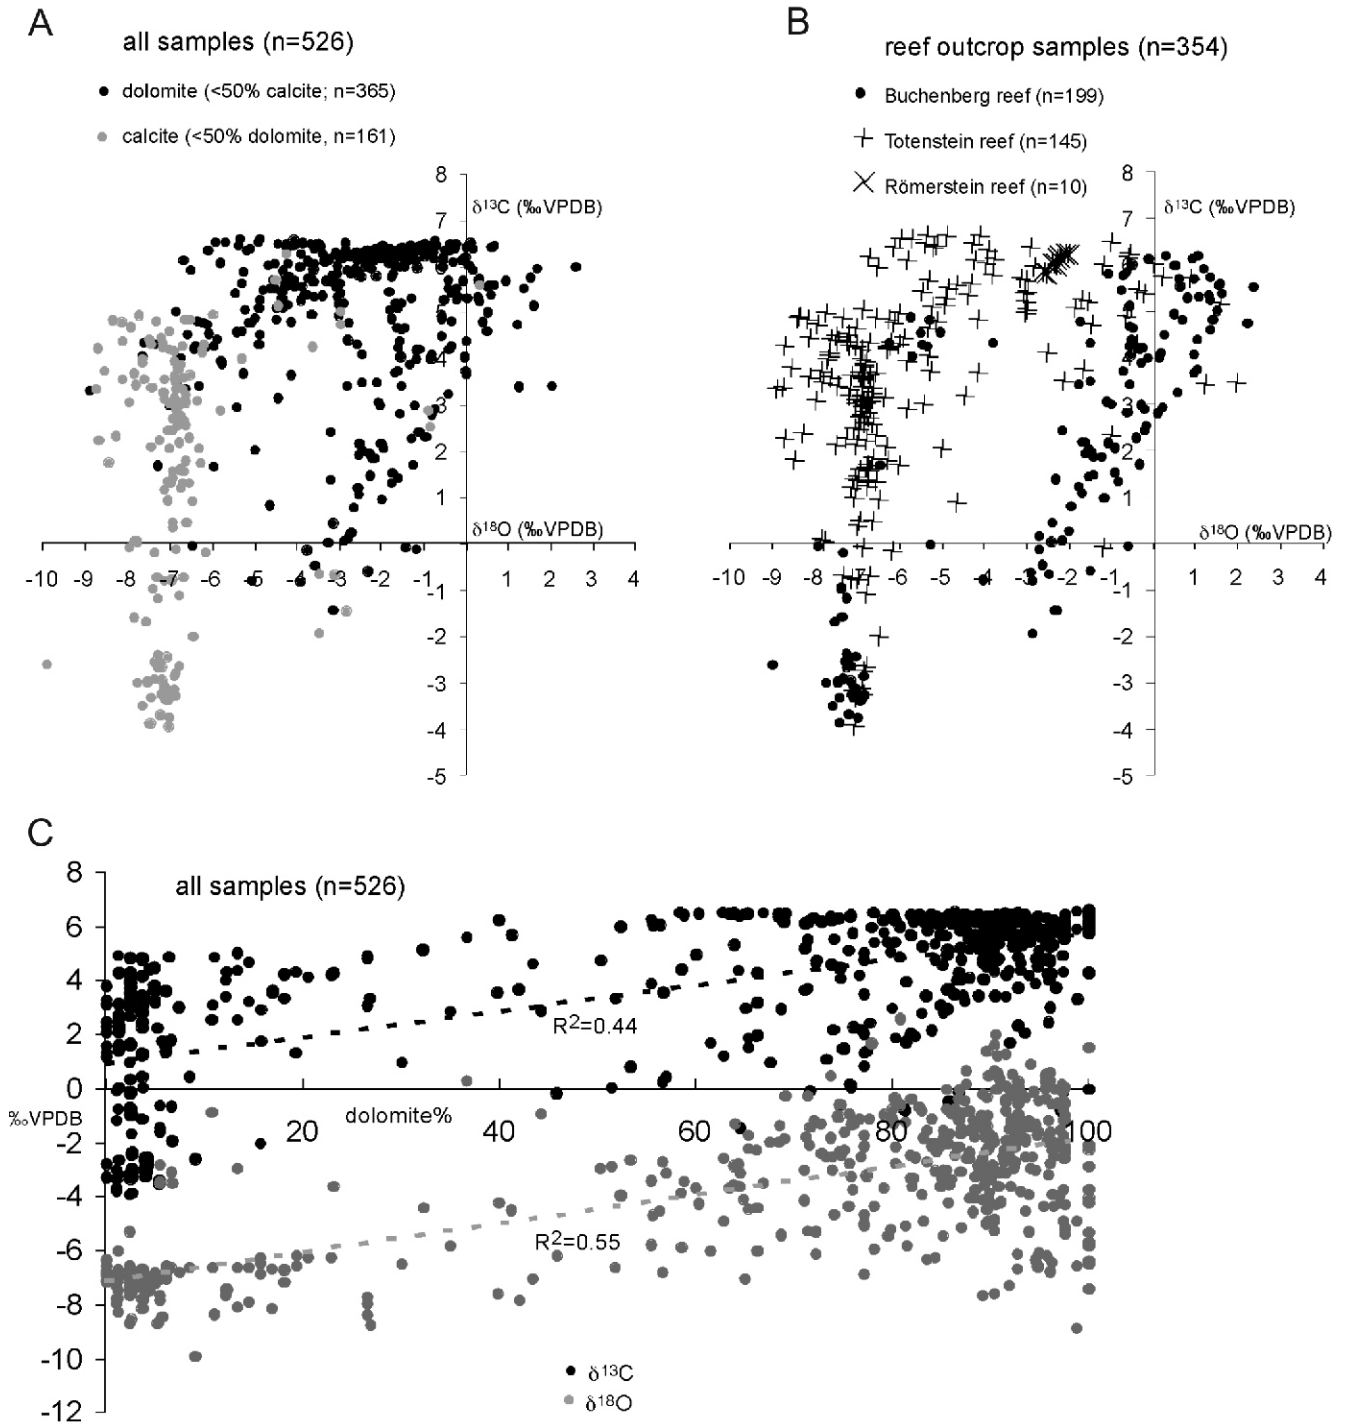 A
all samples (n=526)
dolomite (<50% calcite; n=365)
calcite (<50% dolomite, n=161)
8
δ13C (‰VPDB)
7
4
3
2
1
δ18O (‰VPDB)
-10 -9 -8 -7 -6 -5 -4 -3 -2 -1 1 2 3 4
-1
-2
-3
-4
-5
B
reef outcrop samples (n=354)
Buchenberg reef (n=199)
Totenstein reef (n=145)
Römerstein reef (n=10)
8
δ13C (‰VPDB)
7
6
5
4
3
2
1
δ18O (‰VPDB)
-10 -9 -8 -7 -6 -5 -4 -3 -2 -1 1 2 3 4
-1
-2
-3
-4
-5
C
all samples (n=526)
8
6
4
2
0
-2
-4
-6
-8
-10
-12
‰VPDB
dolomite%
20 40 60 80 100
R2=0.44
R2=0.55
δ13C
δ18O